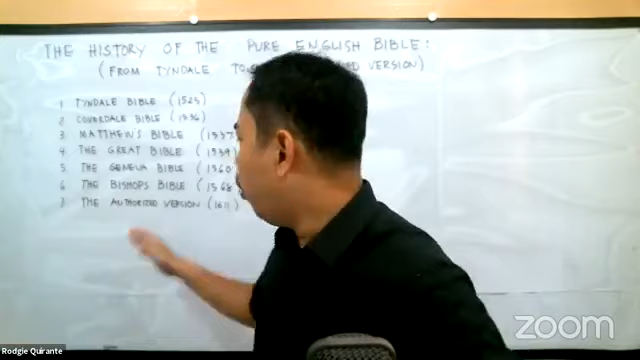 THE HISTORY OF THE PURE ENGLISH BIBLE:
(FROM TYNDALE TO VERSION)
1 TYNDALE BIBLE (1525)
2 COVERDALE BIBLE (1536)
3 MATTHEW'S BIBLE (1537
4 THE GREAT BIBLE (1539)
5 THE GENEVA BIBLE (1560
6 THE BISHOPS BIBLE (1568
7 THE AUTHORIZED VERSION (1611)
zoom
Rodgie Quirante